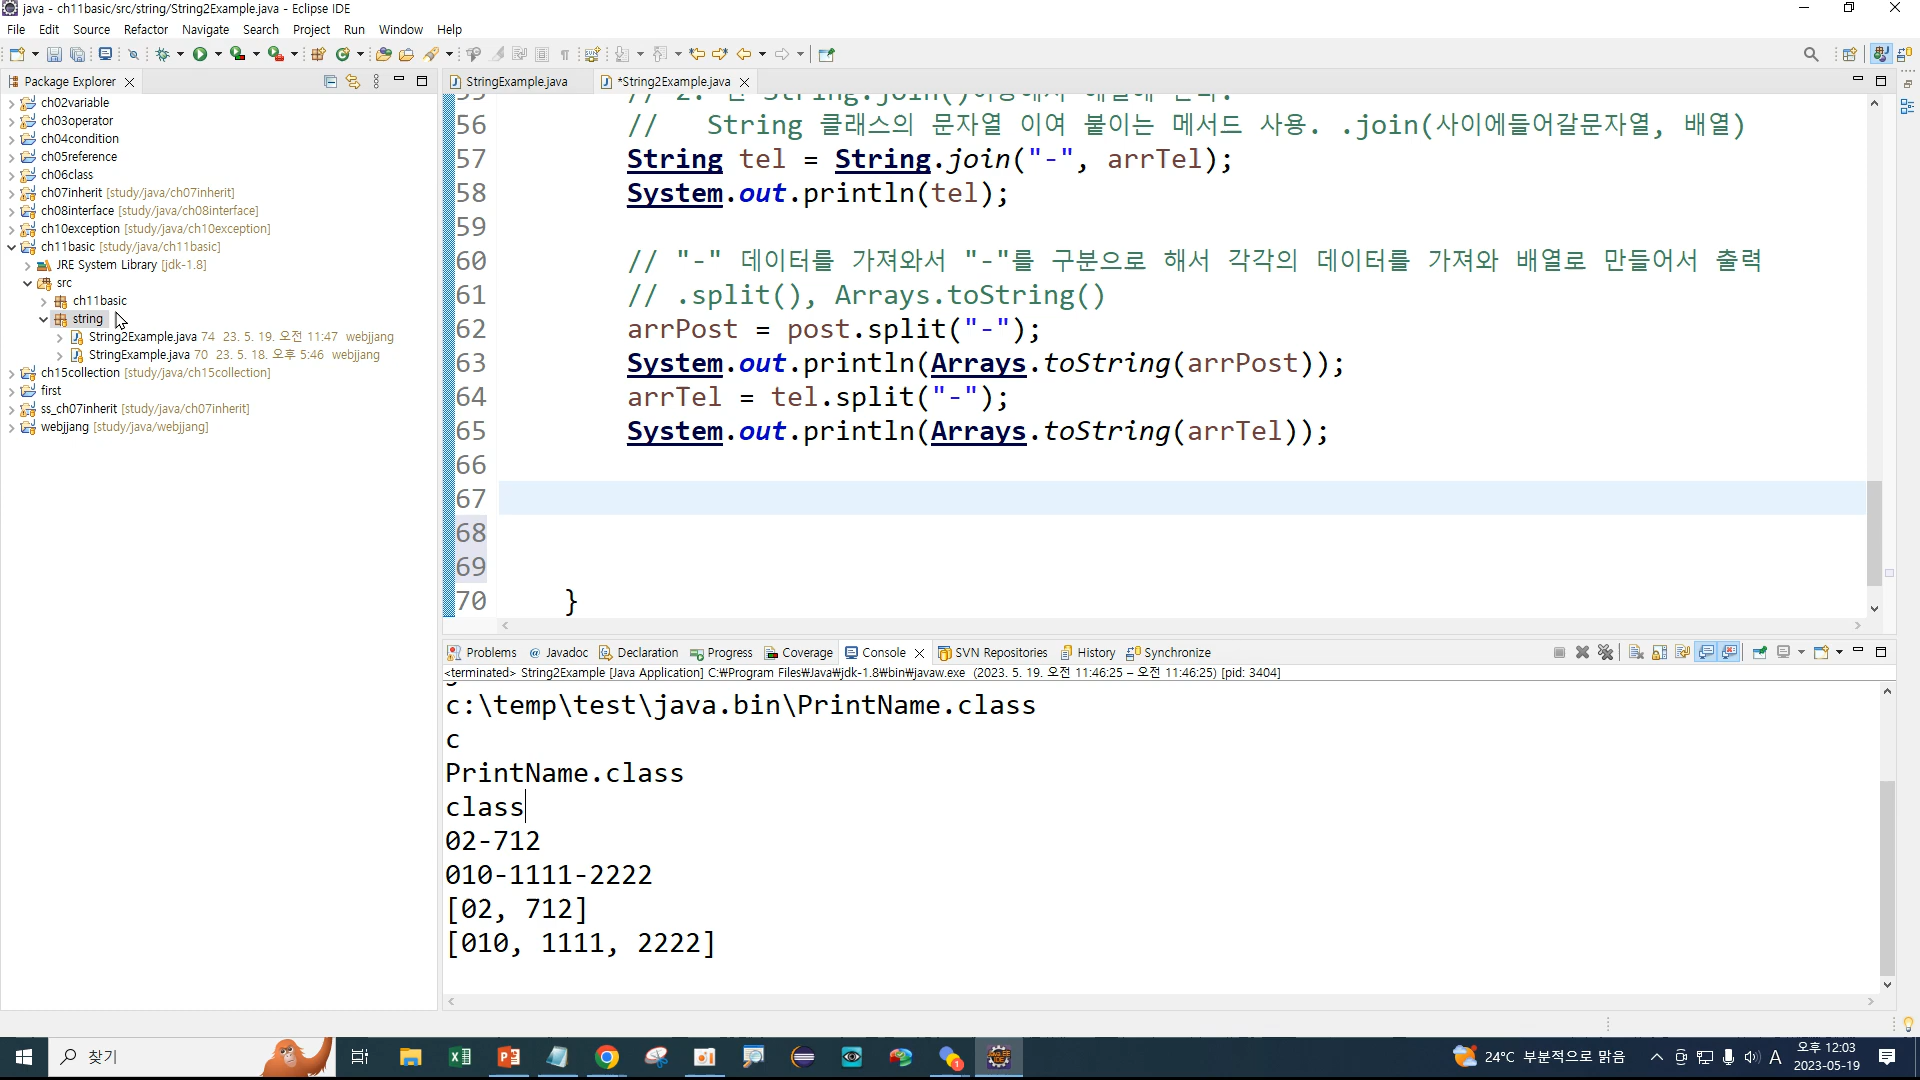 java - ch11basic/src/string/String2Example.java - Eclipse IDE
File Edit Source Refactor Navigate Search Project Run Window Help
Package Explorer
ch02variable
ch03operator
ch04condition
ch05reference
ch06class
ch07inherit [study/java/ch07inherit]
ch08interface [study/java/ch08interface]
ch10exception [study/java/ch10exception]
ch11basic [study/java/ch11basic]
JRE System Library [jdk-1.8]
src
ch11basic
string
String2Example.java 74 23. 5. 19. 오전 11:47 webjjang
StringExample.java 70 23. 5. 18. 오후 5:46 webjjang
ch15collection [study/java/ch15collection]
first
ss_ch07inherit [study/java/ch07inherit]
webjjang [study/java/webjjang]
StringExample.java *String2Example.java
56 // String 클래스의 문자열 이여 붙이는 메서드 사용. .join(사이에들어갈문자열, 배열)
57 String tel = String.join("-", arrTel);
58 System.out.println(tel);
59
60 // "-" 데이터를 가져와서 "-"를 구분으로 해서 각각의 데이터를 가져와 배열로 만들어서 출력
61 // .split(), Arrays.toString()
62 arrPost = post.split("-");
63 System.out.println(Arrays.toString(arrPost));
64 arrTel = tel.split("-");
65 System.out.println(Arrays.toString(arrTel));
66
67
68
69
70 }
Problems @ Javadoc Declaration Progress Coverage Console SVN Repositories History Synchronize
<terminated> String2Example [Java Application] C:₩Program Files₩Java₩jdk-1.8₩bin₩javaw.exe (2023. 5. 19. 오전 11:46:25 – 오전 11:46:25) [pid: 3404]
c:\temp\test\java.bin\PrintName.class
c
PrintName.class
class
02-712
010-1111-2222
[02, 712]
[010, 1111, 2222]
찾기
24°C 부분적으로 맑음
A
오후 12:03
2023-05-19